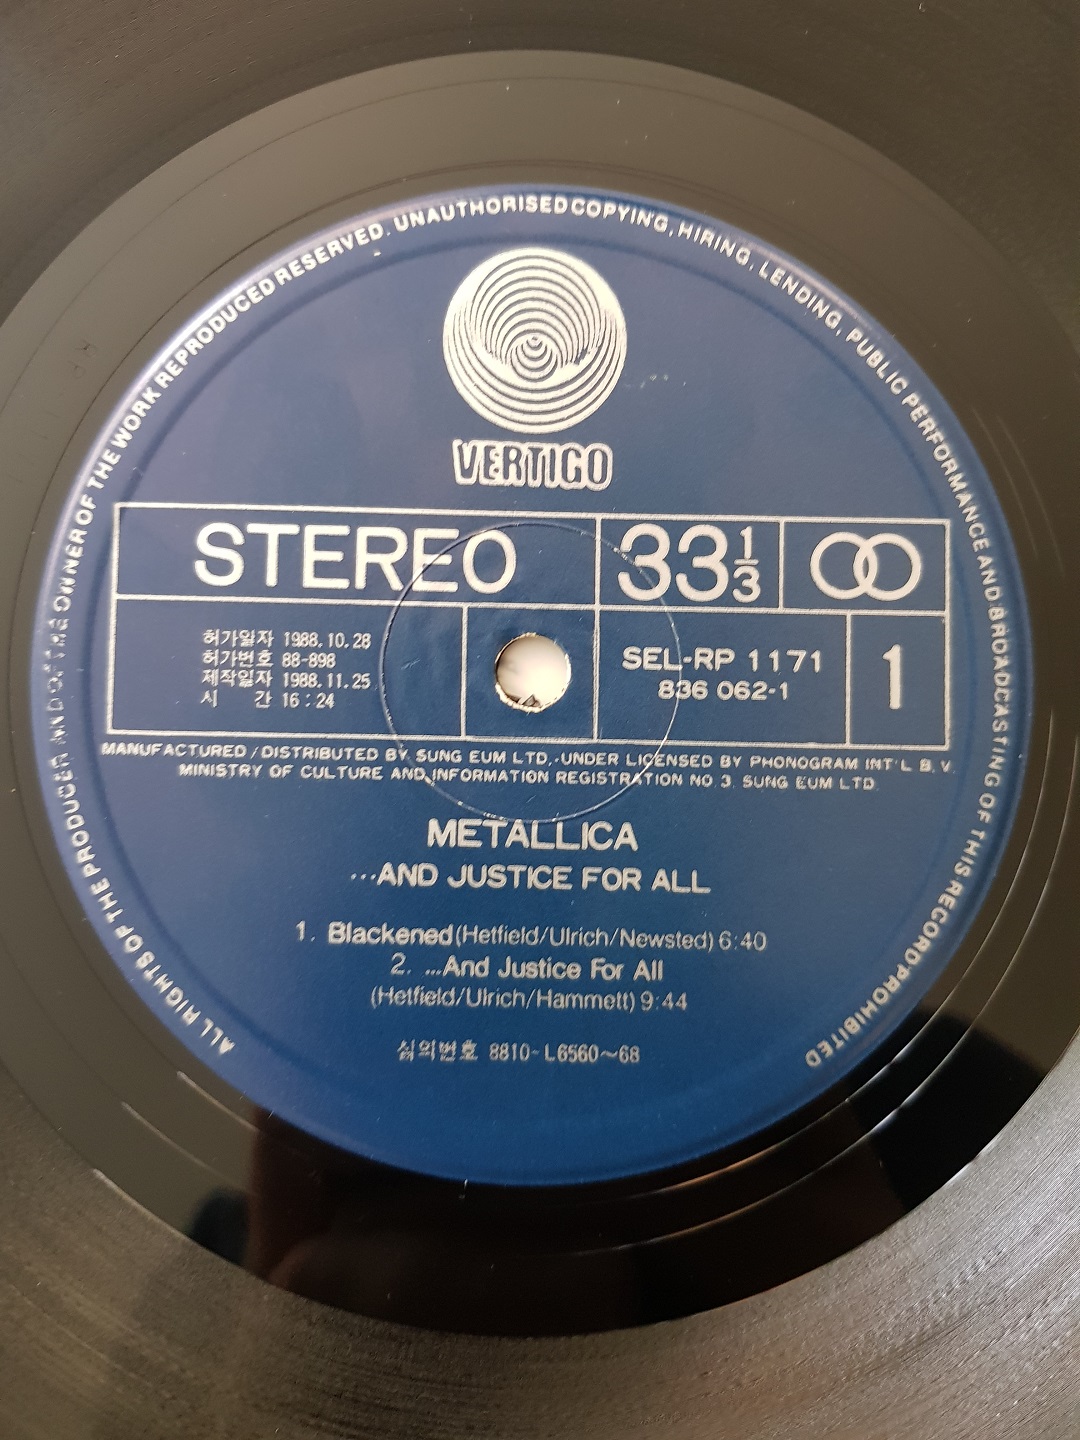 ALL RIGHTS OF THE PRODUCER AND OF THE OWNER OF THE WORK REPRODUCED RESERVED. UNAUTHORISED COPYING, HIRING, LENDING, PUBLIC PERFORMANCE AND BROADCASTING OF THIS RECORD PROHIBITED
VERTIGO
STEREO
33 1/3
허가일자 1988.10.28
허가번호 88-898
제작일자 1988.11.25
시 간 16:24
SEL-RP 1171
836 062-1
1
MANUFACTURED/DISTRIBUTED BY SUNG EUM LTD.-UNDER LICENSED BY PHONOGRAM INT'L B.V.
MINISTRY OF CULTURE AND INFORMATION REGISTRATION NO 3. SUNG EUM LTD.
METALLICA
...AND JUSTICE FOR ALL
1. Blackened (Hetfield/Ulrich/Newsted) 6:40
2. ...And Justice For All
(Hetfield/Ulrich/Hammett) 9:44
심의번호 8810-L6560~68